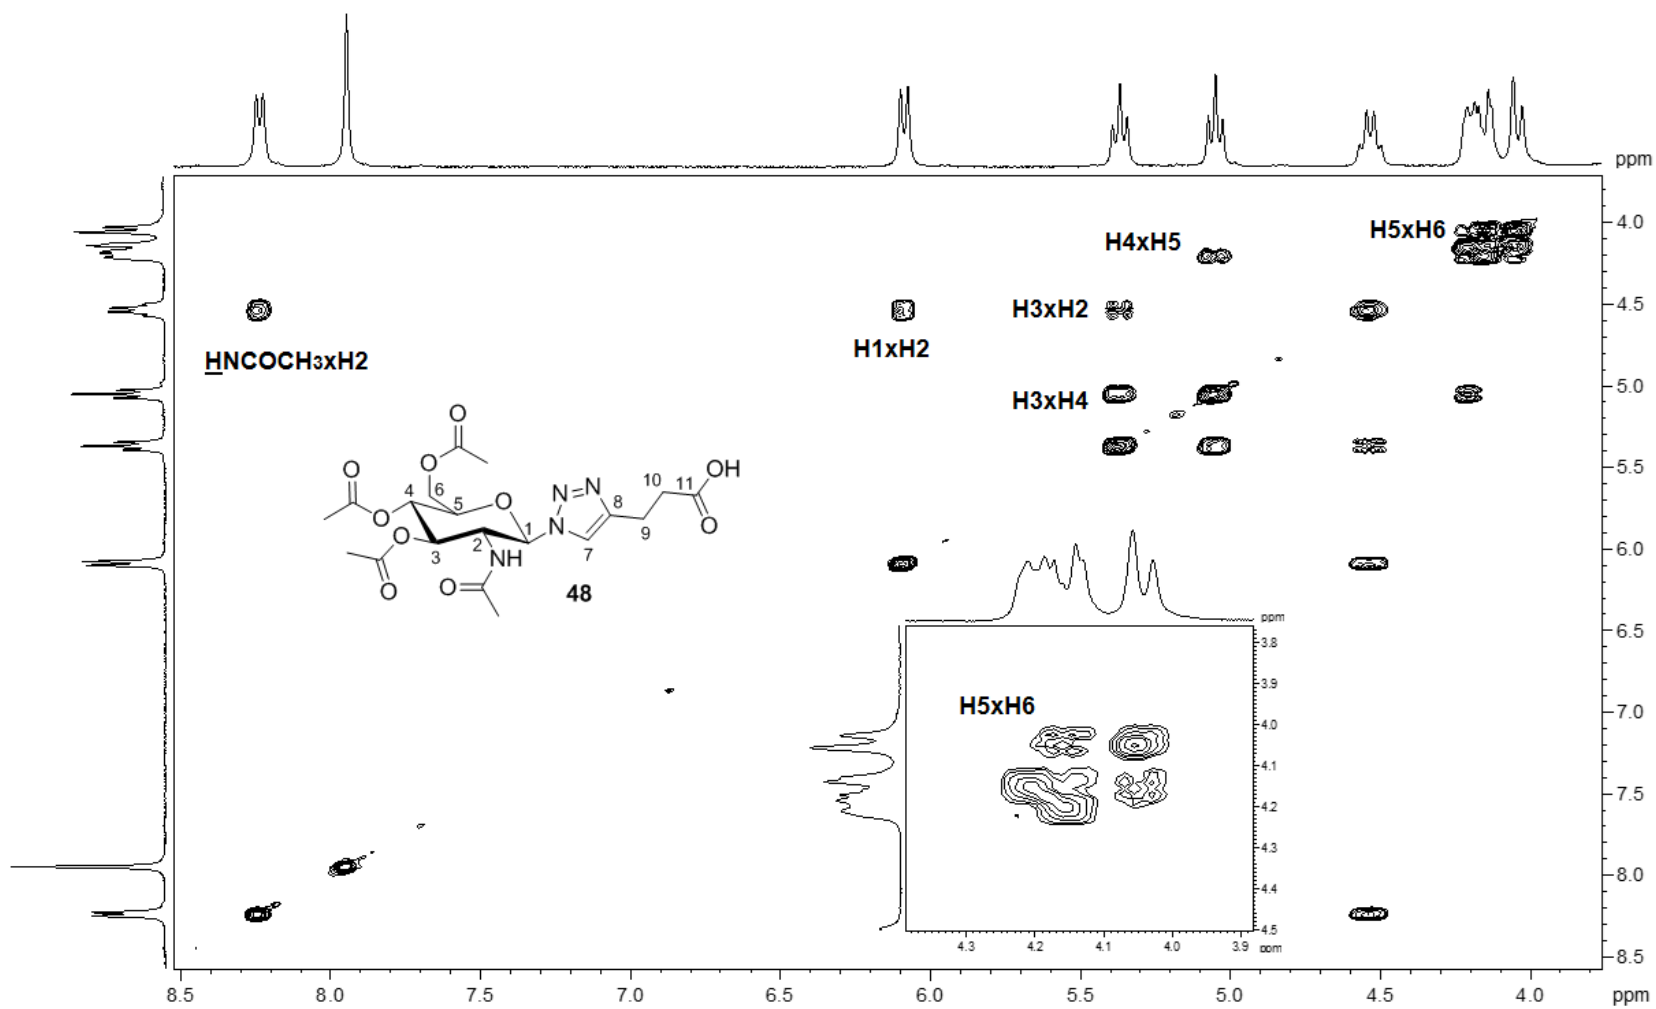 ppm
4.0
H5xH6
H4xH5
4.5
H3xH2
H1xH2
HNCOCH3xH2
5.0
H3xH4
O
O
O
OH
10
5.5
4
6
5
O
N=N
8
11
O
O
1
N
9
O
3
2
NH
7
O
O
O
48
6.0
ppm
6.5
3.8
3.9
H5xH6
4.0
7.0
4.1
4.2
7.5
4.3
4.4
8.0
4.5
4.3 4.2 4.1 4.0 3.9 ppm
8.5
8.5 8.0 7.5 7.0 6.5 6.0 5.5 5.0 4.5 4.0 ppm